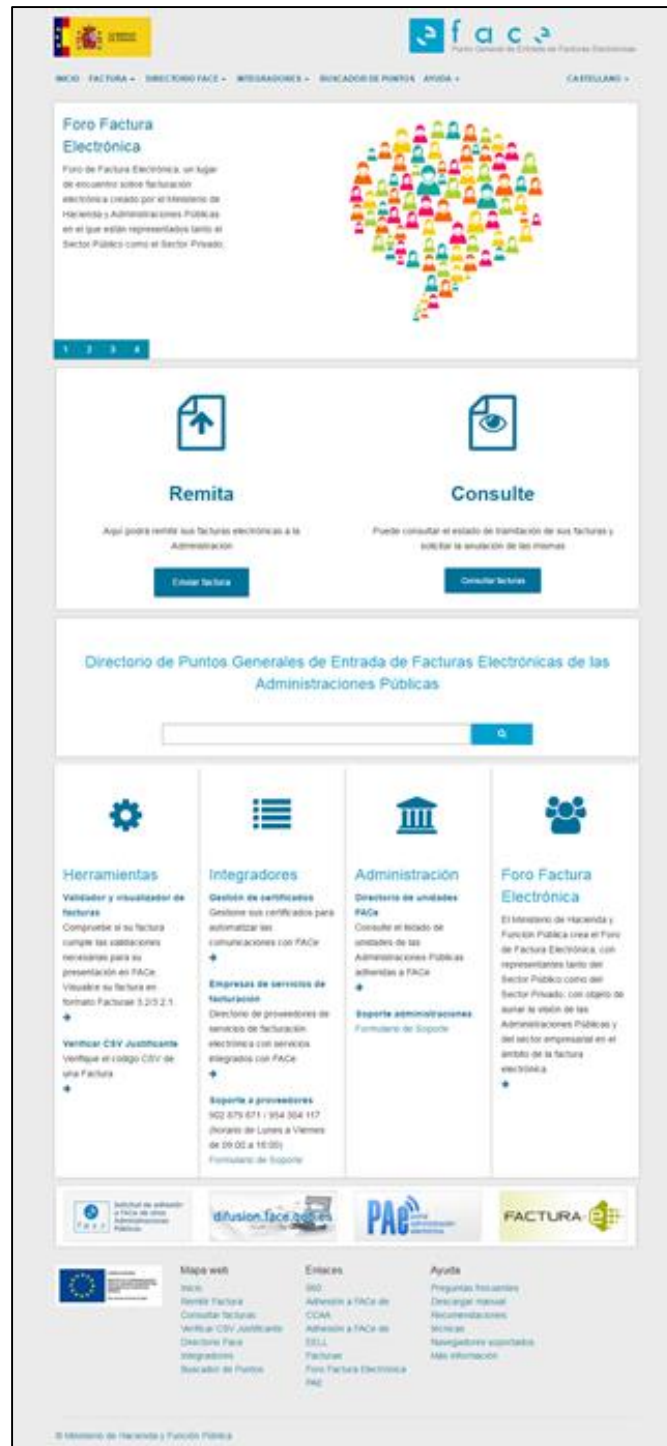 face
Punto General de Entrada de Facturas Electrónicas
INICIO FACTURA DIRECTORIO FACE INTEGRADORES BUSCADOR DE PUNTOS AYUDA CASTELLANO
Foro Factura
Electrónica
Foro de Factura Electrónica, un lugar
de encuentro sobre facturación
electrónica creado por el Ministerio de
Hacienda y Administraciones Públicas
en el que están representados tanto el
Sector Público como el Sector Privado.
1 2 3 4
Remita
Aquí podrá remitir sus facturas electrónicas a la
Administración
Enviar factura
Consulte
Puede consultar el estado de tramitación de sus facturas y
solicitar la anulación de las mismas
Consultar facturas
Directorio de Puntos Generales de Entrada de Facturas Electrónicas de las
Administraciones Públicas
Herramientas
Validador y visualizador de
facturas
Compruebe si su factura
cumple las validaciones
necesarias para su
presentación en FACe.
Visualice su factura en
formato Facturae 3.2/3.2.1.
Verificar CSV Justificante
Verifique el código CSV de
una Factura
Integradores
Gestión de certificados
Gestione sus certificados para
automatizar las
comunicaciones con FACe
Empresas de servicios de
facturación
Directorio de proveedores de
servicios de facturación
electrónica con servicios
integrados con FACe
Soporte a proveedores
(horario de Lunes a Viernes
Formulario de Soporte
Administración
Directorio de unidades
FACe
Consulte el listado de
unidades de las
Administraciones Públicas
adheridas a FACe
Soporte administraciones
Formulario de Soporte
Foro Factura
Electrónica
El Ministerio de Hacienda y
Función Pública crea el Foro
de Factura Electrónica, con
representantes tanto del
Sector Público como del
Sector Privado, con objeto de
aunar la visión de las
Administraciones Públicas y
del sector empresarial en el
ámbito de la factura
electrónica.
Solicitud de adhesión
a FACe de otras
Administraciones
Públicas
difusion.face.gob.es
PAe
portal
administración
electrónica
FACTURA-E
Mapa web
Inicio
Remitir Factura
Consultar facturas
Verificar CSV Justificante
Directorio Face
Integradores
Buscador de Puntos
Enlaces
060
Adhesión a FACe de
CCAA
Adhesión a FACe de
EELL
Facturae
Foro Factura Electrónica
PAE
Ayuda
Preguntas frecuentes
Descargar manual
Recomendaciones
técnicas
Navegadores soportados
Más información
© Ministerio de Hacienda y Función Pública